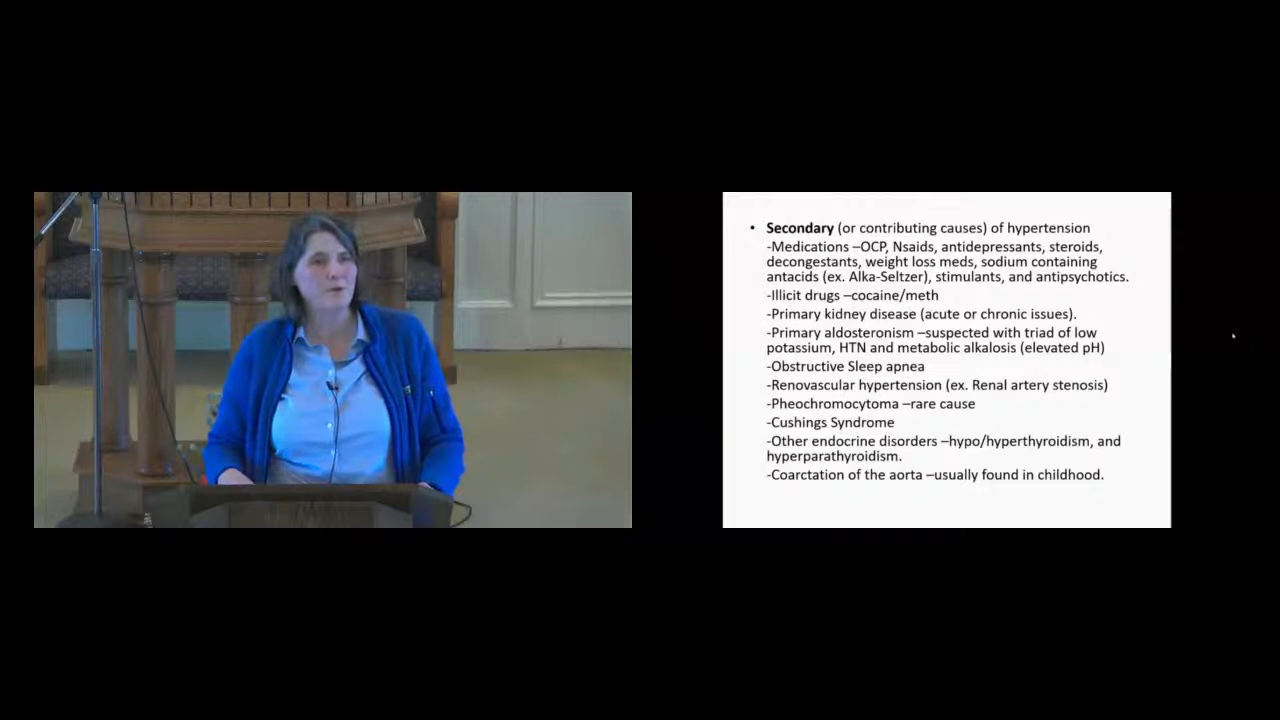 • Secondary (or contributing causes) of hypertension
-Medications –OCP, Nsaids, antidepressants, steroids,
decongestants, weight loss meds, sodium containing
antacids (ex. Alka-Seltzer), stimulants, and antipsychotics.
-Illicit drugs –cocaine/meth
-Primary kidney disease (acute or chronic issues).
-Primary aldosteronism –suspected with triad of low
potassium, HTN and metabolic alkalosis (elevated pH)
-Obstructive Sleep apnea
-Renovascular hypertension (ex. Renal artery stenosis)
-Pheochromocytoma –rare cause
-Cushings Syndrome
-Other endocrine disorders –hypo/hyperthyroidism, and
hyperparathyroidism.
-Coarctation of the aorta –usually found in childhood.